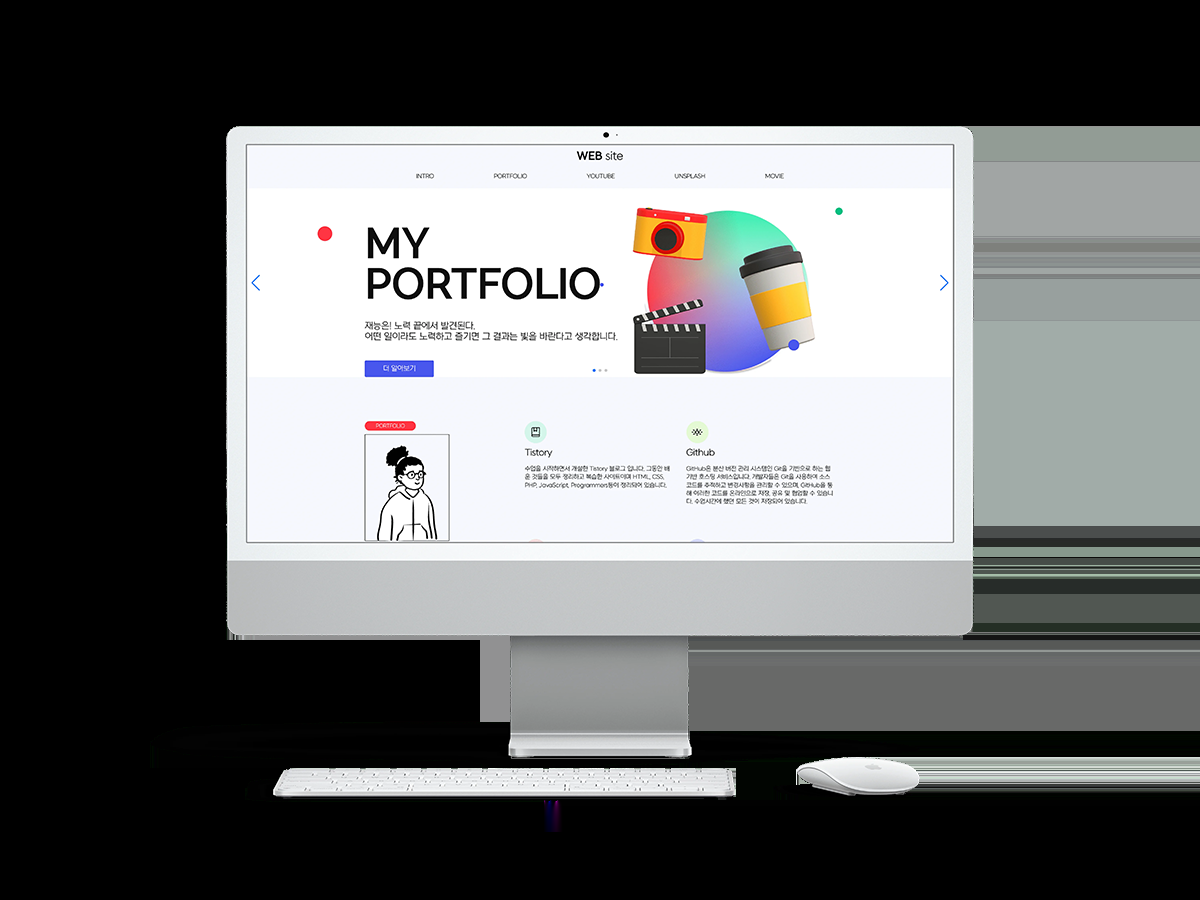 WEB site
INTRO PORTFOLIO YOUTUBE UNSPLASH MOVIE
MY
PORTFOLIO
재능은! 노력 끝에서 발견된다.
어떤 일이라도 노력하고 즐기면 그 결과는 빛을 바란다고 생각합니다.
더 알아보기
PORTFOLIO
Tistory
수업을 시작하면서 개설한 Tistory 블로그 입니다. 그동안 배
운 것들을 모두 정리하고 복습한 사이트이며 HTML, CSS,
PHP, JavaScript, Programmers등이 정리되어 있습니다.
Github
GitHub은 분산 버전 관리 시스템인 Git을 기반으로 하는 웹
기반 호스팅 서비스입니다. 개발자들은 Git을 사용하여 소스
코드를 추적하고 변경사항을 관리할 수 있으며, GitHub을 통
해 이러한 코드를 온라인으로 저장, 공유 및 협업할 수 있습니
다. 수업시간에 했던 모든 것이 저장되어 있습니다.